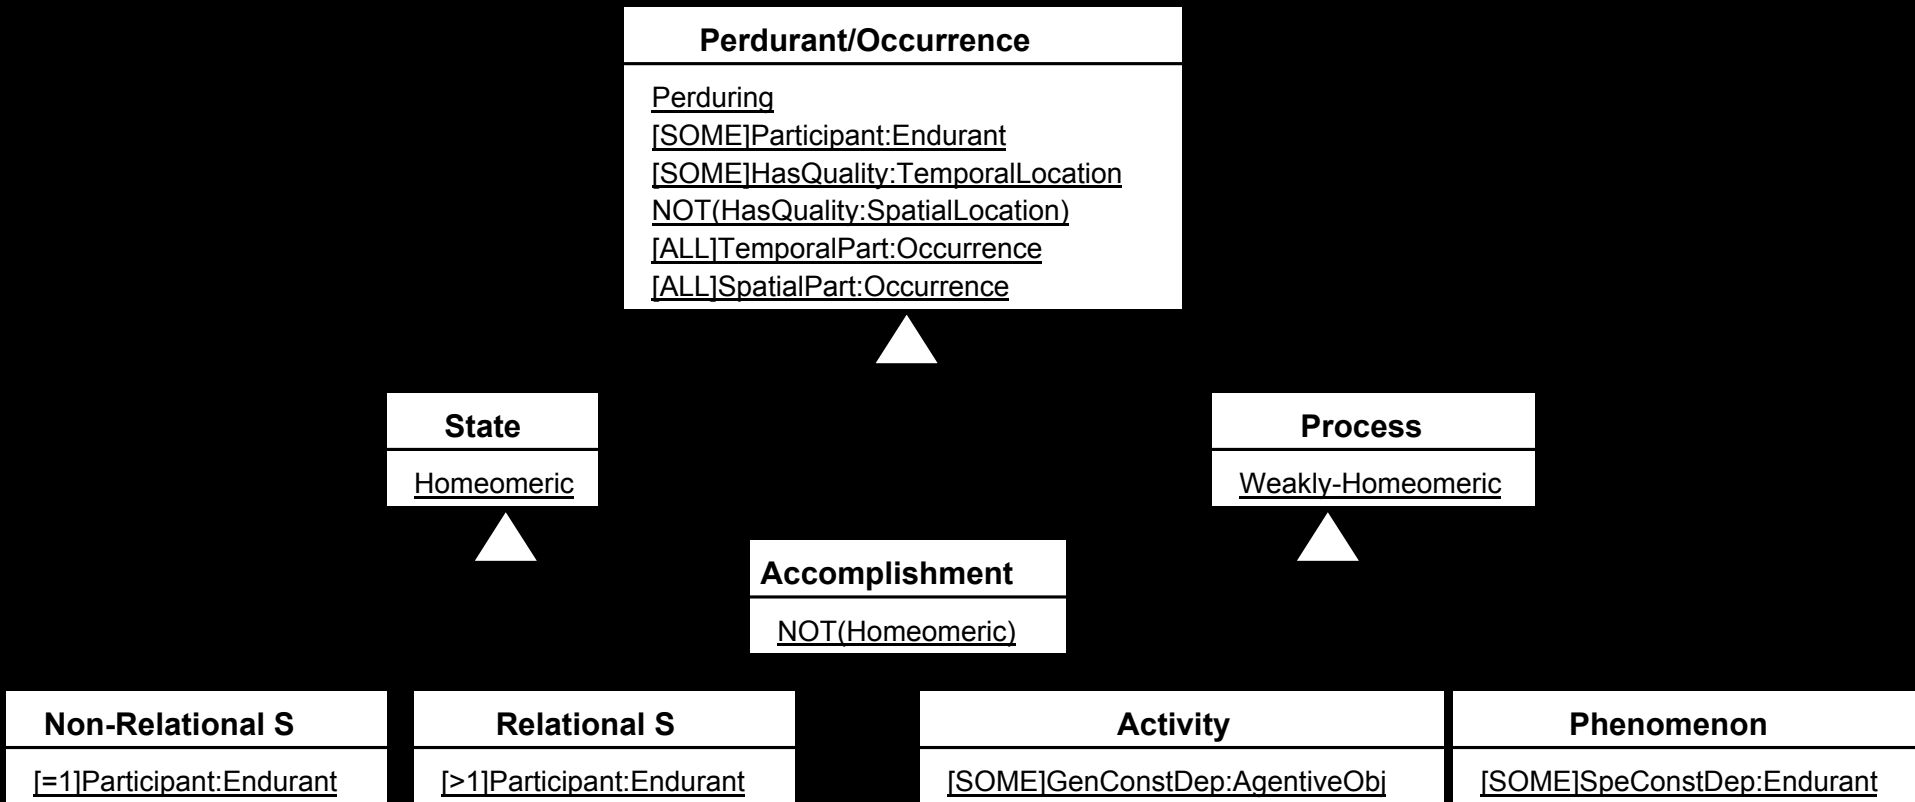 Perdurant/Occurrence
Perduring
[SOME]Participant:Endurant
[SOME]HasQuality:TemporalLocation
NOT(HasQuality:SpatialLocation)
[ALL]TemporalPart:Occurrence
[ALL]SpatialPart:Occurrence
State
Homeomeric
Process
Weakly-Homeomeric
Accomplishment
NOT(Homeomeric)
Non-Relational S
[=1]Participant:Endurant
Relational S
[>1]Participant:Endurant
Activity
[SOME]GenConstDep:AgentiveObj
Phenomenon
[SOME]SpeConstDep:Endurant